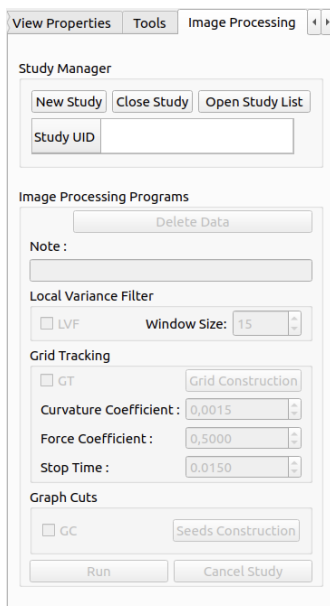 View Properties Tools Image Processing
Study Manager
New Study Close Study Open Study List
Study UID
Image Processing Programs
Delete Data
Note :
Local Variance Filter
LVF Window Size: 15
Grid Tracking
GT Grid Construction
Curvature Coefficient : 0,0015
Force Coefficient : 0,5000
Stop Time : 0.0150
Graph Cuts
GC Seeds Construction
Run Cancel Study